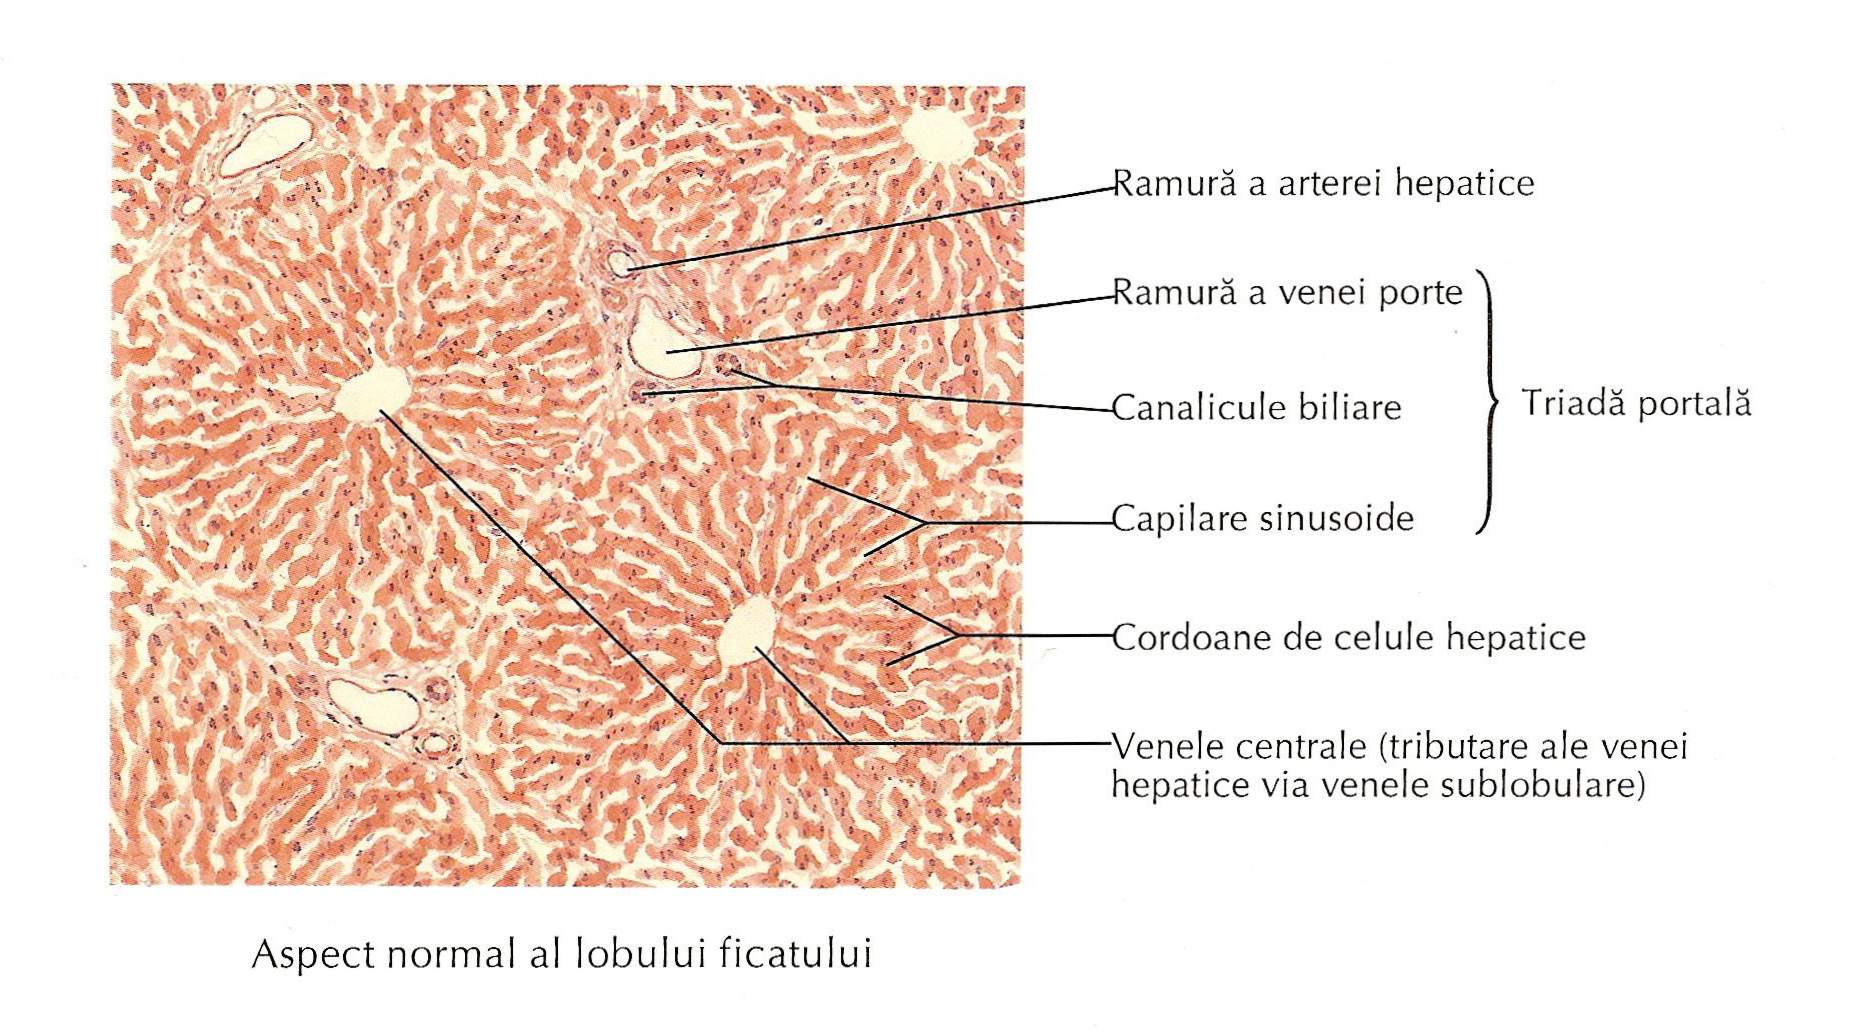 Ramură a arterei hepatice
Ramură a venei porte
Canalicule biliare
Triadă portală
Capilare sinusoide
Cordoane de celule hepatice
Venele centrale (tributare ale venei
hepatice via venele sublobulare)
Aspect normal al lobului ficatului